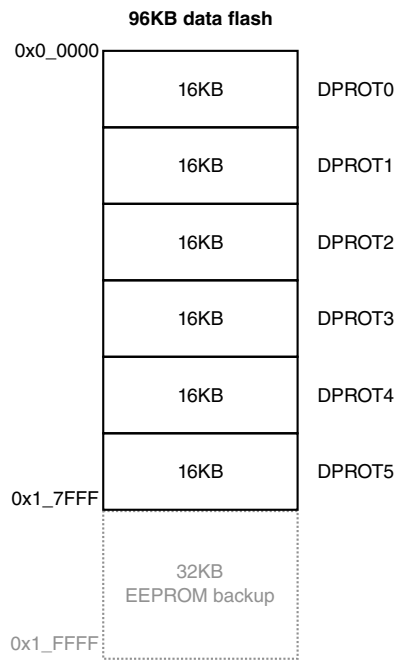 96KB data flash
0x0_0000
16KB DPROT0
16KB DPROT1
16KB DPROT2
16KB DPROT3
16KB DPROT4
16KB DPROT5
0x1_7FFF
32KB
EEPROM backup
0x1_FFFF